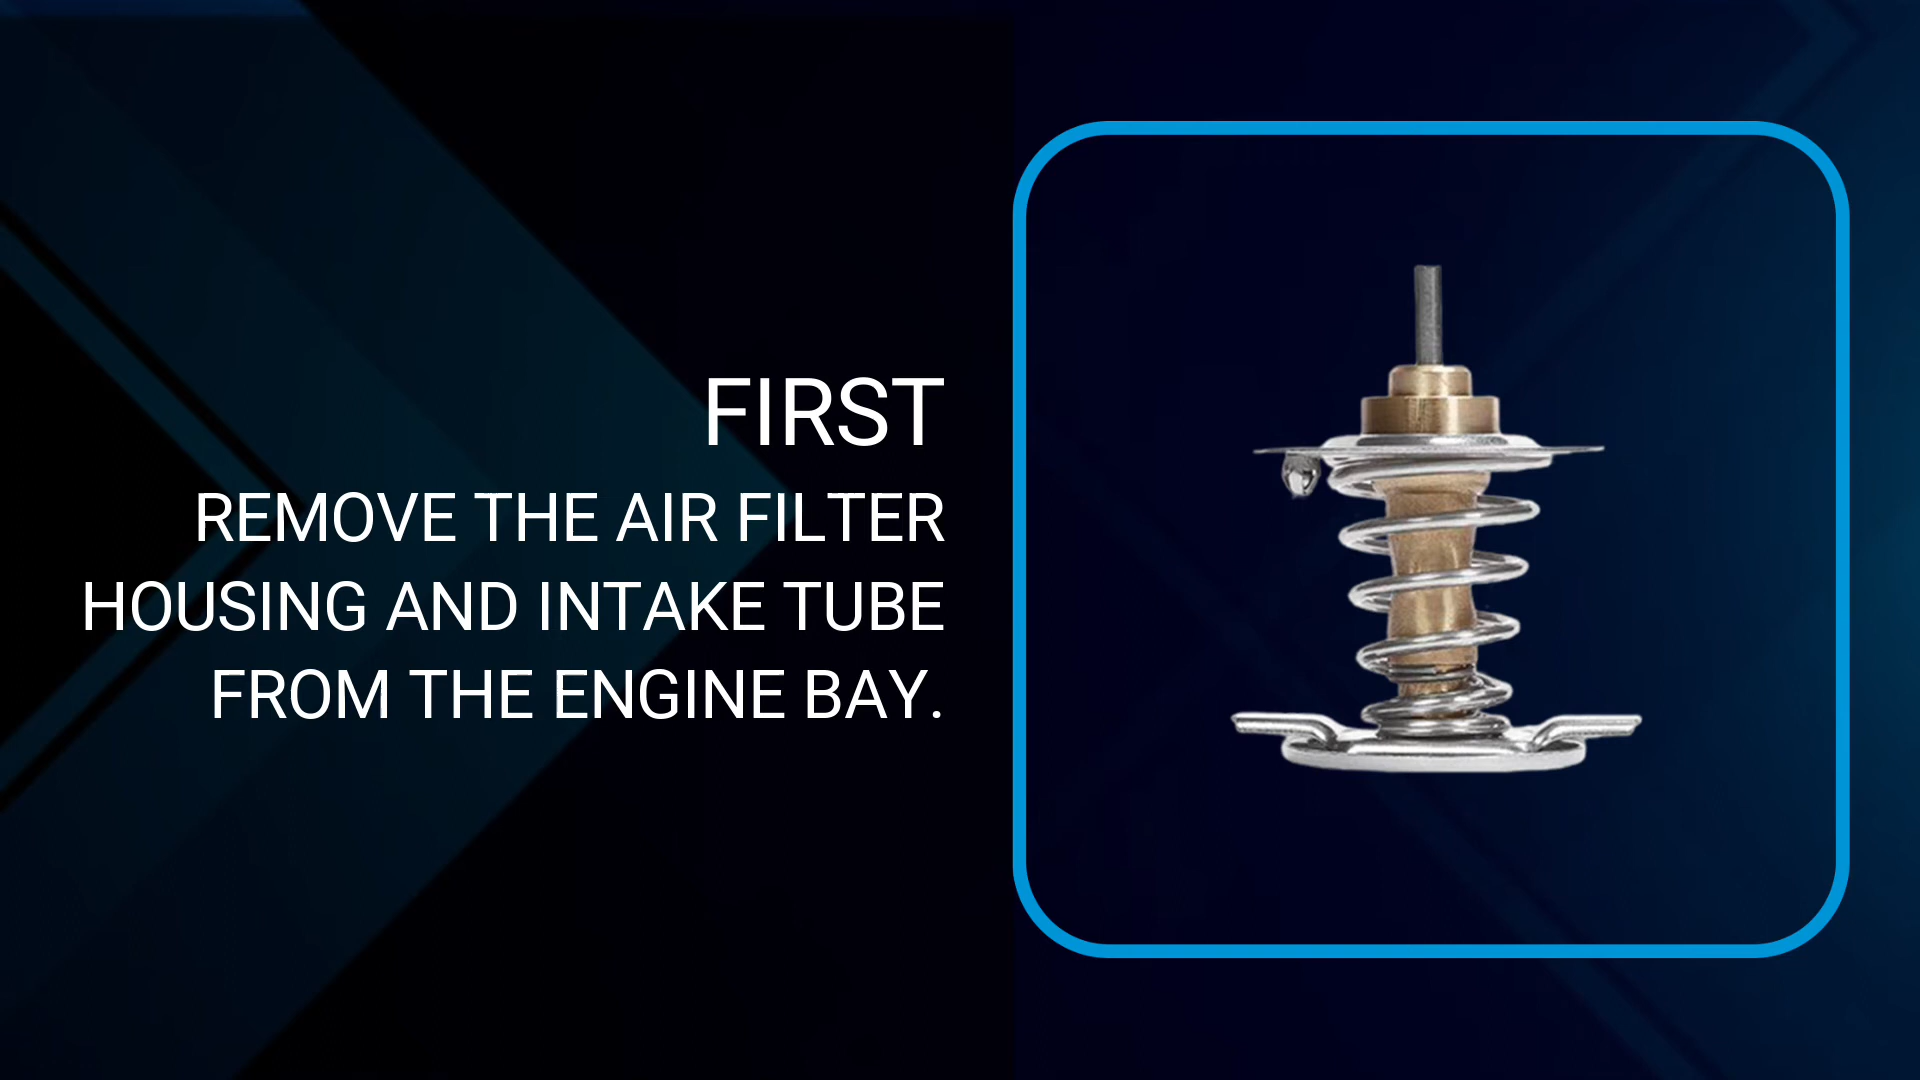 FIRST
REMOVE THE AIR FILTER
HOUSING AND INTAKE TUBE
FROM THE ENGINE BAY.